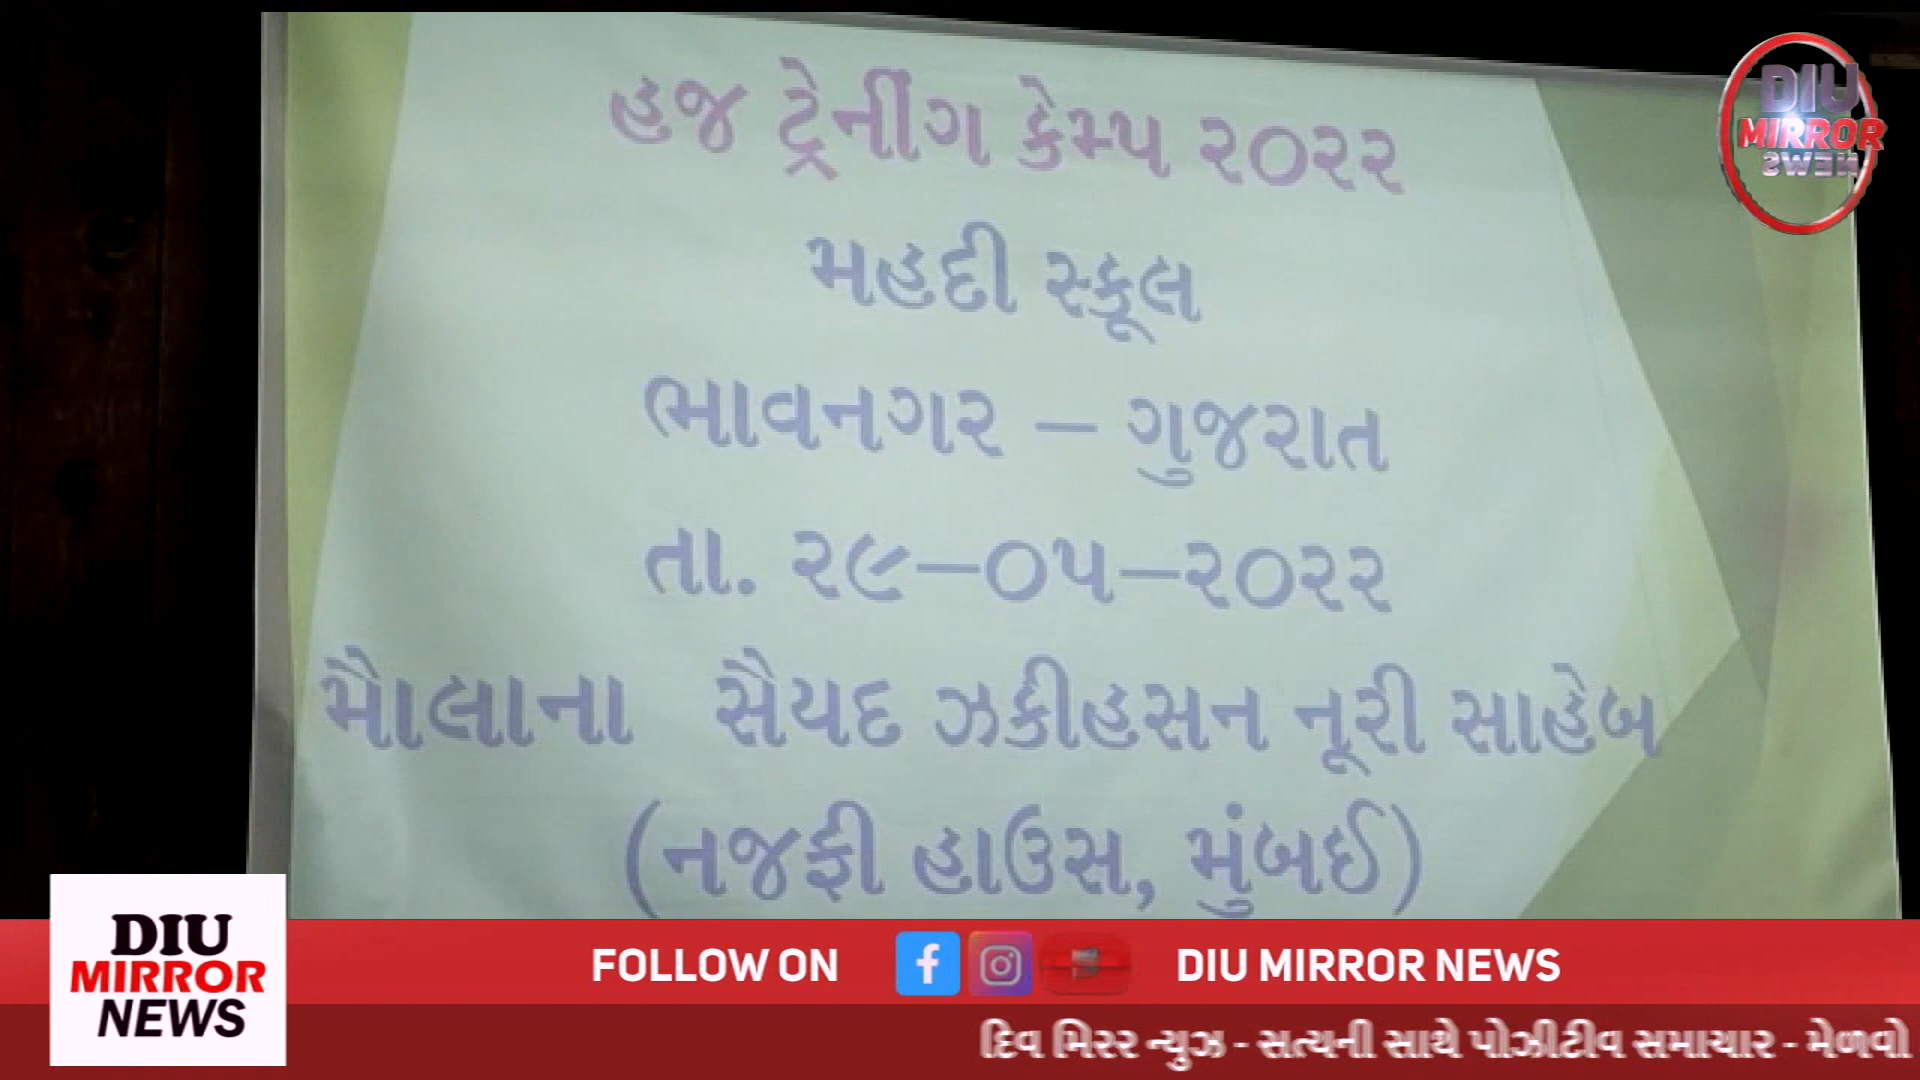 હજ ટ્રેનીંગ કેમ્પ ૨૦૨૨
DIU
MIRROR
NEWS
મહદી સ્કૂલ
ભાવનગર – ગુજરાત
તા. ૨૯–૦૫–૨૦૨૨
મૌલાના સૈયદ ઝકીહસન નૂરી સાહેબ
(નજફી હાઉસ, મુંબઈ)
DIU
MIRROR
NEWS
FOLLOW ON DIU MIRROR NEWS
દિવ મિરર ન્યુઝ - સત્યની સાથે પોઝીટીવ સમાચાર - મેળવો